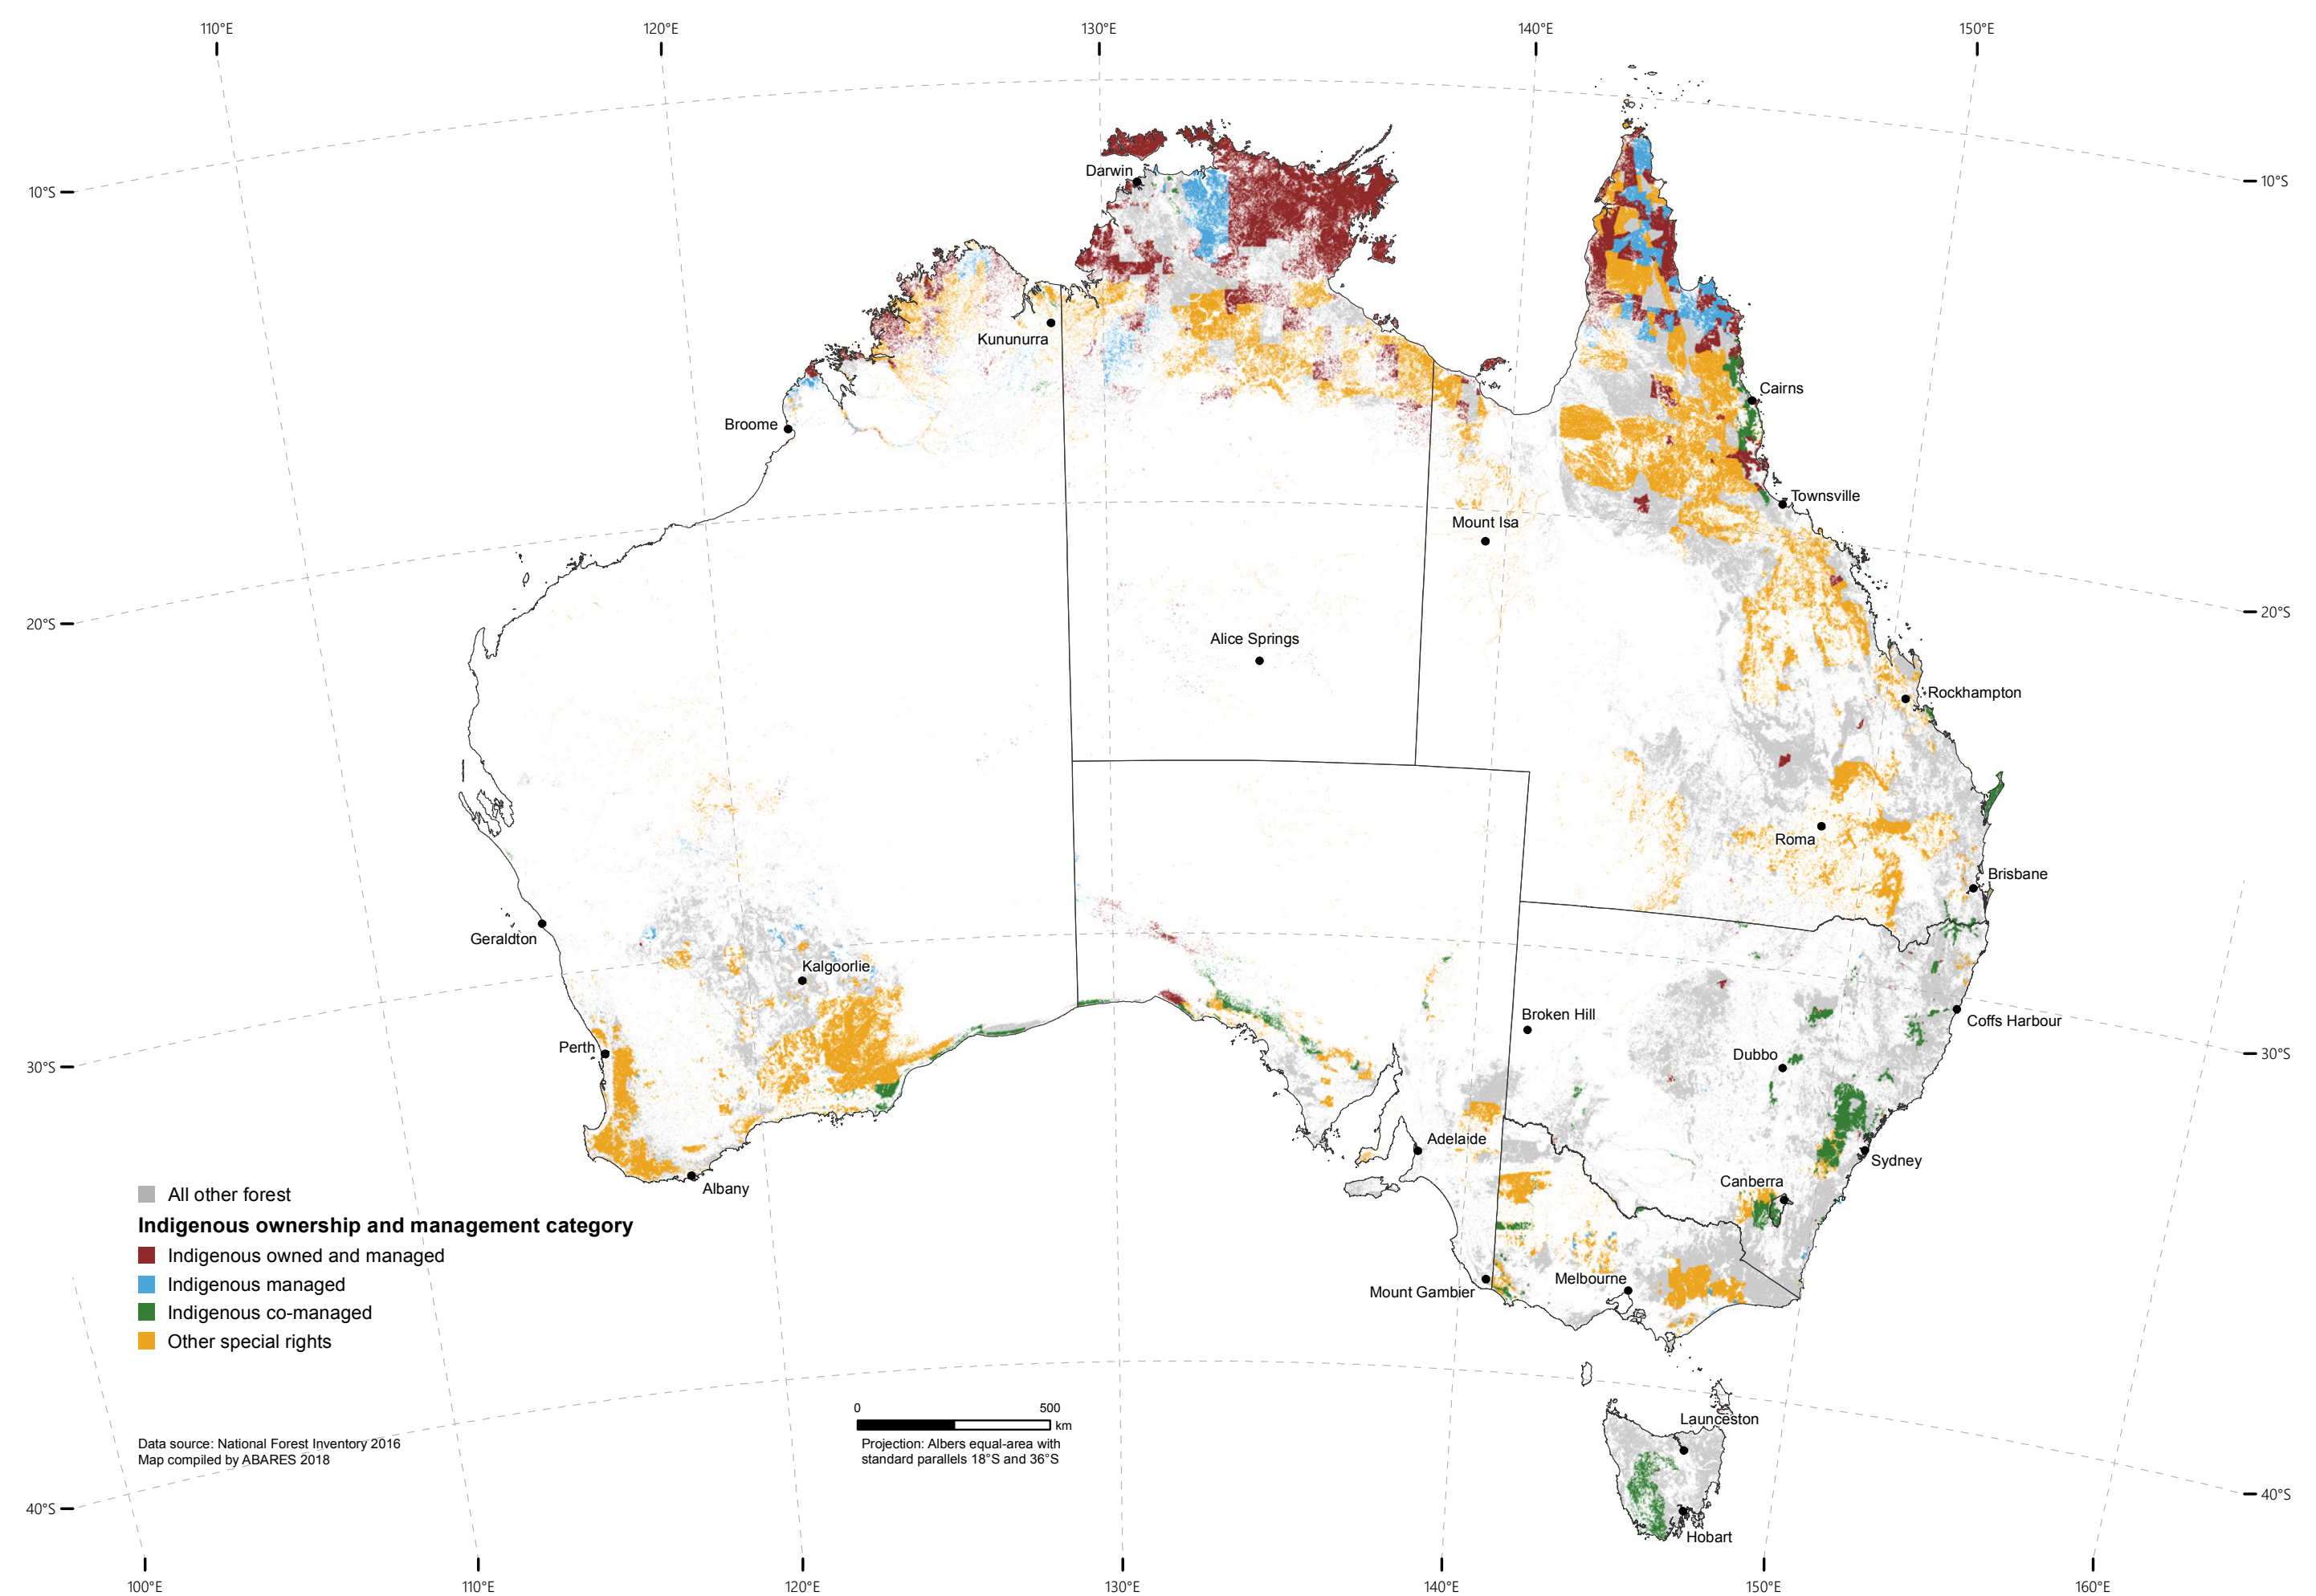 110°E
120°E
130°E
140°E
150°E
10°S
10°S
Darwin
Kununurra
Cairns
Broome
Townsville
Mount Isa
20°S
20°S
Alice Springs
Rockhampton
Roma
Brisbane
Geraldton
Kalgoorlie
Broken Hill
Coffs Harbour
Perth
Dubbo
30°S
30°S
Adelaide
Sydney
Canberra
Albany
All other forest
Indigenous ownership and management category
Indigenous owned and managed
Indigenous managed
Indigenous co-managed
Other special rights
Melbourne
Mount Gambier
0 500
km
Projection: Albers equal-area with
standard parallels 18°S and 36°S
Launceston
Data source: National Forest Inventory 2016
Map compiled by ABARES 2018
40°S
40°S
Hobart
100°E
110°E
120°E
130°E
140°E
150°E
160°E